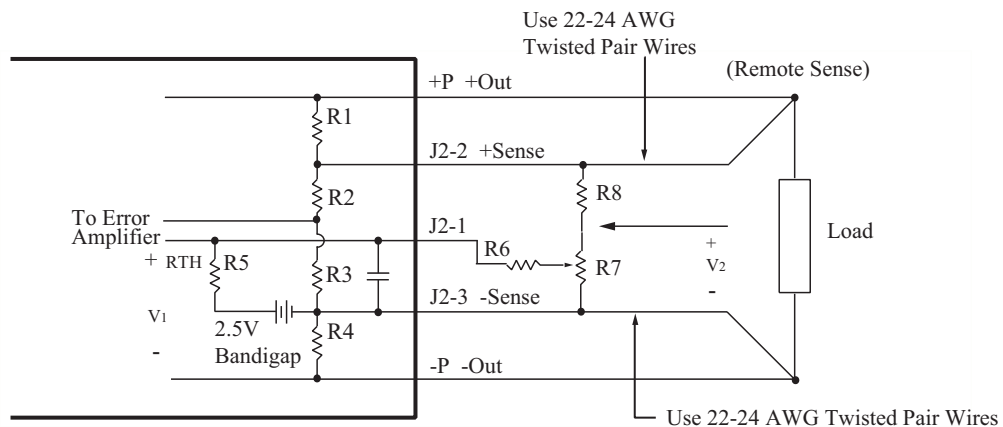 Use 22-24 AWG
Twisted Pair Wires
(Remote Sense)
+P +Out
R1
J2-2 +Sense
R2
R8
To Error
Amplifier
J2-1
+
V2
-
Load
+ RTH
R5
R3
R6
R7
J2-3 -Sense
V1
-
2.5V
Bandigap
R4
-P -Out
Use 22-24 AWG Twisted Pair Wires